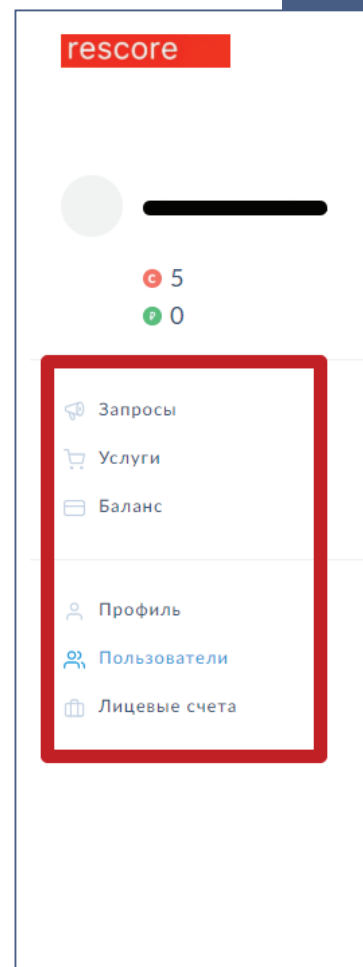 rescore
C 5
₽ 0
Запросы
Услуги
Баланс
Профиль
Пользователи
Лицевые счета